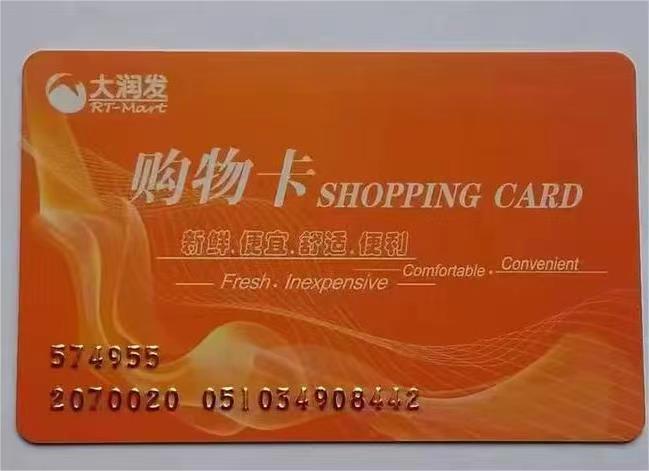 大润发
RT-Mart
购物卡 SHOPPING CARD
新鲜.便宜.舒适.便利
Fresh. Inexpensive Comfortable. Convenient
574955
2070020 051034908442